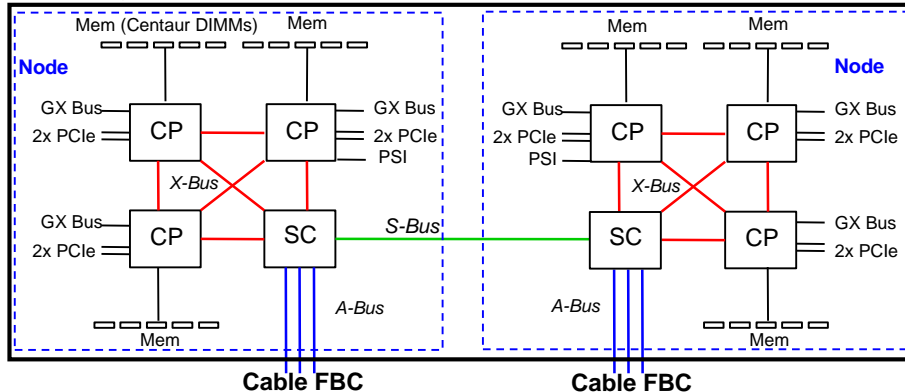 Mem (Centaur DIMMs)
Mem
Node
GX Bus
2x PCIe
CP
CP
GX Bus
2x PCIe
PSI
X-Bus
GX Bus
2x PCIe
CP
SC
S-Bus
A-Bus
Mem
Cable FBC
Mem
Mem
Node
GX Bus
2x PCIe
PSI
CP
CP
GX Bus
2x PCIe
X-Bus
SC
CP
GX Bus
2x PCIe
A-Bus
Mem
Cable FBC